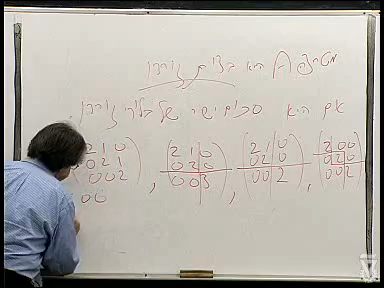 מטריצה A היא בצורת ז'ורדן
אם היא סכום ישר של בלוקי ז'ורדן.
2 1 0
0 2 1 ) , ( 2 1 0 ) , ( 2 1 0 ) , ( 2 0 0 )
0 0 2 0 2 0 0 2 0 0 2 0
0 0 0 0 3 0 0 2 0 0 2